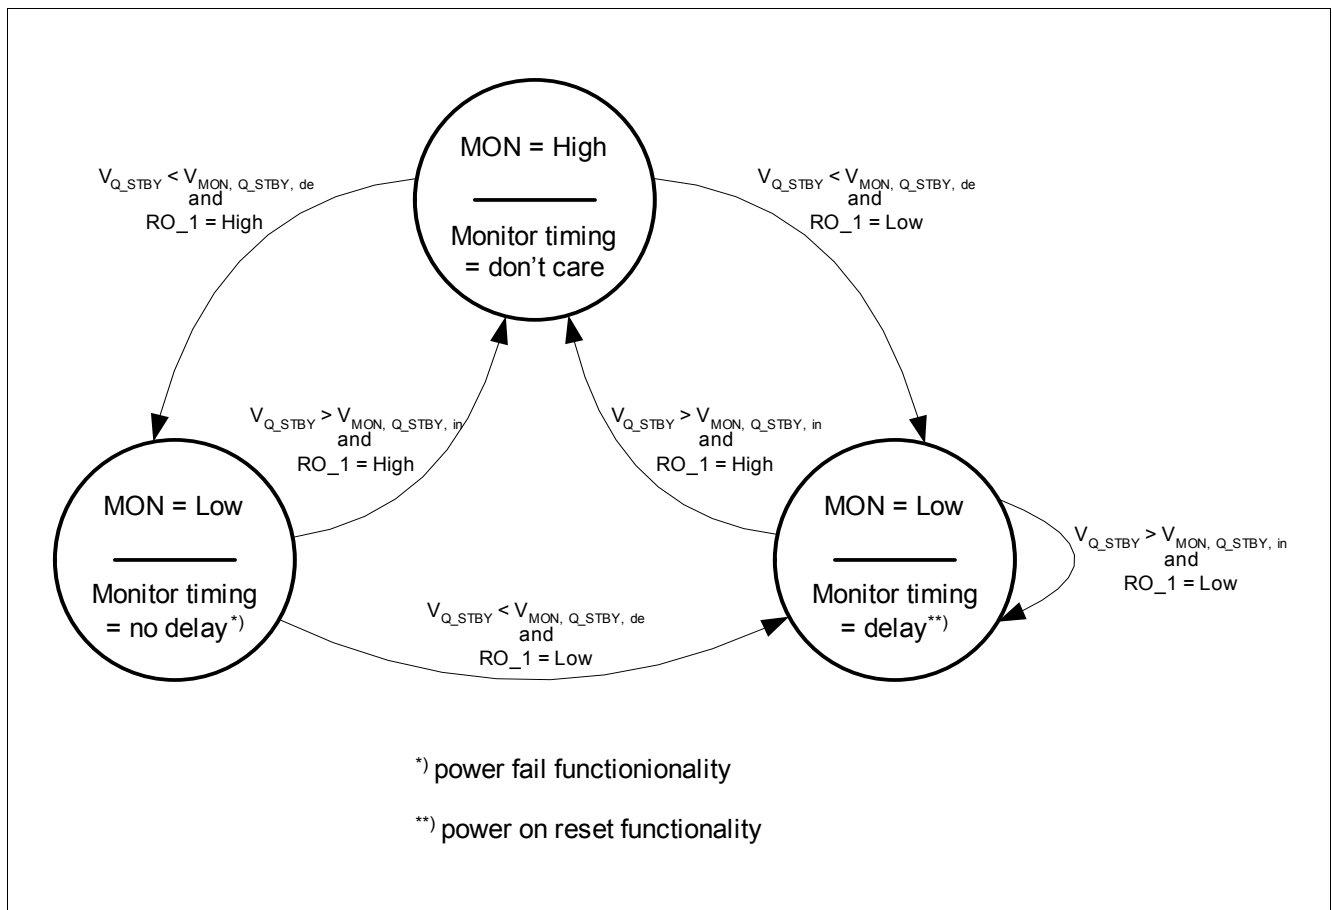 MON = High
Monitor timing
= don't care
V_Q_STBY < V_MON, Q_STBY, de
and
RO_1 = High
V_Q_STBY < V_MON, Q_STBY, de
and
RO_1 = Low
V_Q_STBY > V_MON, Q_STBY, in
and
RO_1 = High
V_Q_STBY > V_MON, Q_STBY, in
and
RO_1 = High
MON = Low
Monitor timing
= no delay*)
MON = Low
Monitor timing
= delay**)
V_Q_STBY > V_MON, Q_STBY, in
and
RO_1 = Low
V_Q_STBY < V_MON, Q_STBY, de
and
RO_1 = Low
*) power fail functionionality
**) power on reset functionality